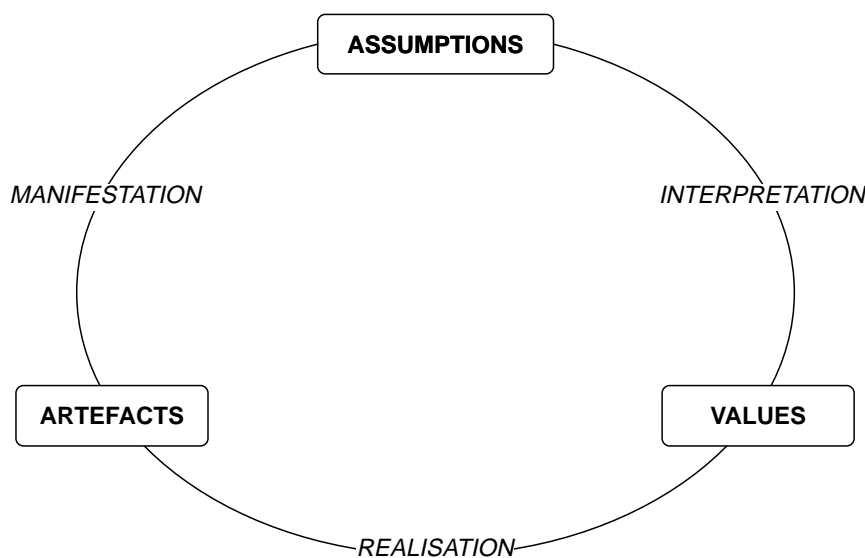 ASSUMPTIONS
MANIFESTATION
INTERPRETATION
ARTEFACTS
VALUES
REALISATION